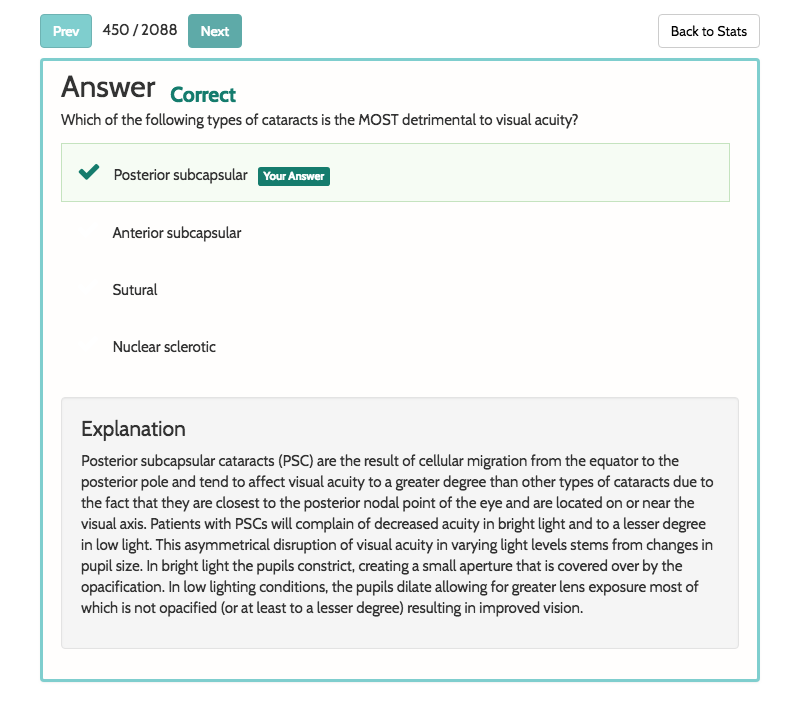 Prev 450 / 2088 Next Back to Stats
Answer Correct
Which of the following types of cataracts is the MOST detrimental to visual acuity?
Posterior subcapsular Your Answer
Anterior subcapsular
Sutural
Nuclear sclerotic
Explanation
Posterior subcapsular cataracts (PSC) are the result of cellular migration from the equator to the
posterior pole and tend to affect visual acuity to a greater degree than other types of cataracts due to
the fact that they are closest to the posterior nodal point of the eye and are located on or near the
visual axis. Patients with PSCs will complain of decreased acuity in bright light and to a lesser degree
in low light. This asymmetrical disruption of visual acuity in varying light levels stems from changes in
pupil size. In bright light the pupils constrict, creating a small aperture that is covered over by the
opacification. In low lighting conditions, the pupils dilate allowing for greater lens exposure most of
which is not opacified (or at least to a lesser degree) resulting in improved vision.